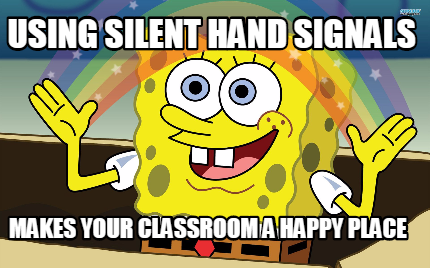 USING SILENT HAND SIGNALS
MAKES YOUR CLASSROOM A HAPPY PLACE